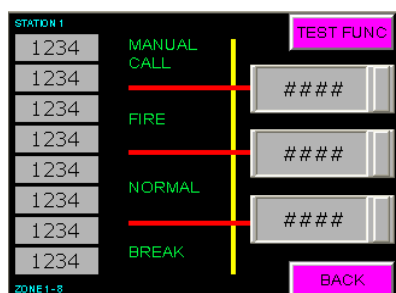 STATION 1
TEST FUNC
1234
1234
1234
1234
1234
1234
1234
1234
MANUAL
CALL
FIRE
NORMAL
BREAK
####
####
####
ZONE 1-8
BACK